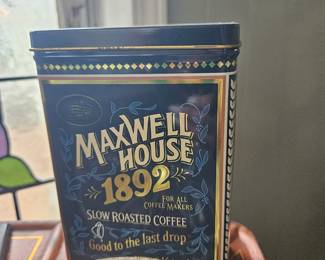 MAXWELL
HOUSE
1892
FOR ALL
COFFEE MAKERS
SLOW ROASTED COFFEE
Good to the last drop